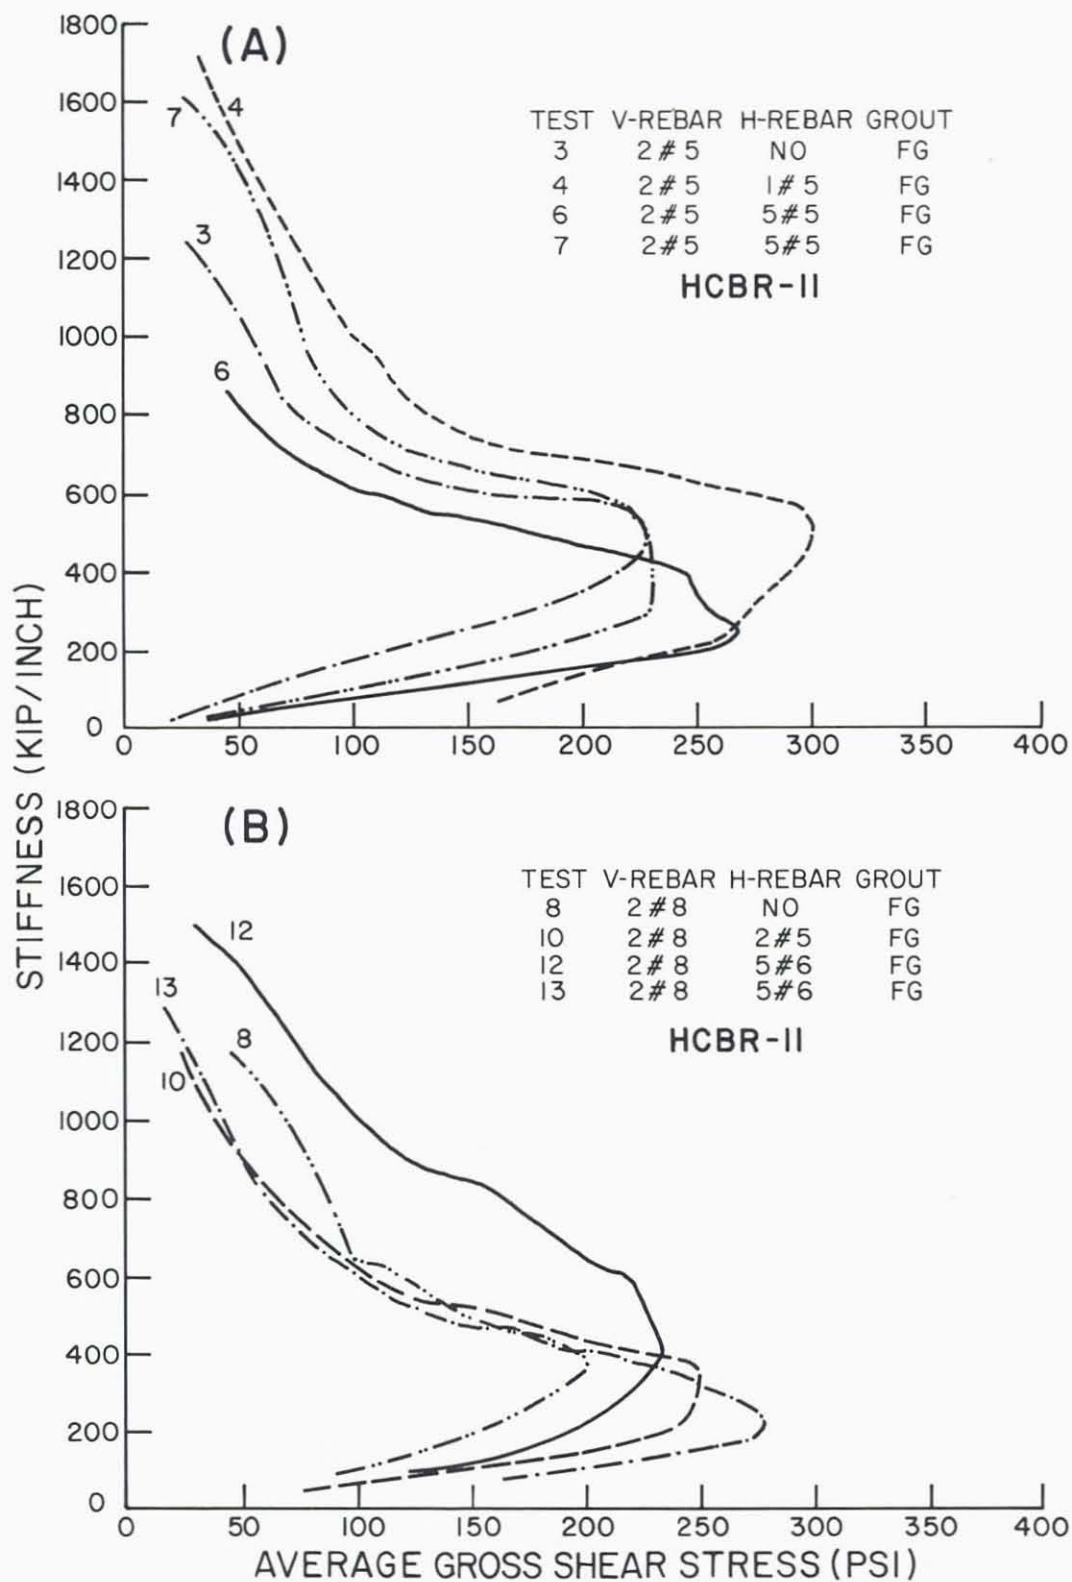 (A)
1800
1600
1400
1200
1000
800
600
400
200
0
0 50 100 150 200 250 300 350 400
7
4
3
6
TEST V-REBAR H-REBAR GROUT
3 2#5 NO FG
4 2#5 1#5 FG
6 2#5 5#5 FG
7 2#5 5#5 FG
HCBR-11
STIFFNESS (KIP/INCH)
(B)
1800
1600
1400
1200
1000
800
600
400
200
0
0 50 100 150 200 250 300 350 400
12
13
8
10
TEST V-REBAR H-REBAR GROUT
8 2#8 NO FG
10 2#8 2#5 FG
12 2#8 5#6 FG
13 2#8 5#6 FG
HCBR-11
AVERAGE GROSS SHEAR STRESS (PSI)